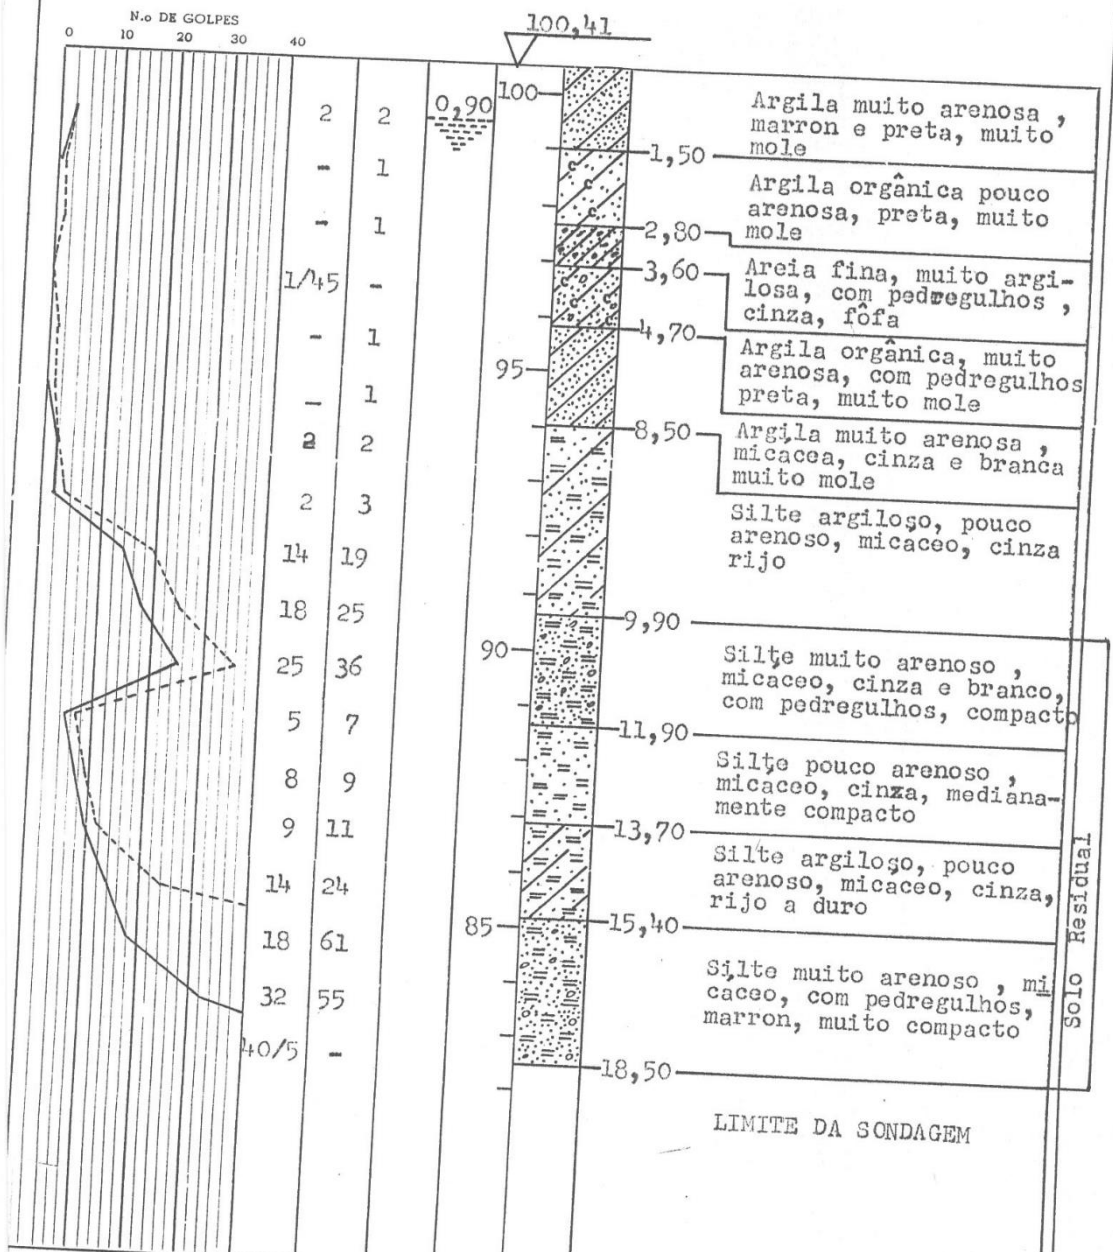 N.o DE GOLPES
0 10 20 30 40
100,41
2 2
0,90
100
Argila muito arenosa ,
marron e preta, muito
mole
- 1
1,50
Argila orgânica pouco
arenosa, preta, muito
mole
- 1
2,80
1/45 -
3,60
Areia fina, muito argi-
losa, com pedregulhos ,
cinza, fôfa
- 1
4,70
95
Argila orgânica, muito
arenosa, com pedregulhos
preta, muito mole
- 1
2 2
8,50
Argila muito arenosa ,
micacea, cinza e branca
muito mole
2 3
Silte argiloso, pouco
arenoso, micaceo, cinza
rijo
14 19
18 25
9,90
90
25 36
Silte muito arenoso ,
micaceo, cinza e branco,
com pedregulhos, compacto
5 7
11,90
8 9
Silte pouco arenoso ,
micaceo, cinza, mediana-
mente compacto
9 11
13,70
14 24
Silte argiloso, pouco
arenoso, micaceo, cinza,
rijo a duro
85
18 61
15,40
32 55
Silte muito arenoso , mi
caceo, com pedregulhos,
marron, muito compacto
40/5 -
18,50
Solo Residual
LIMITE DA SONDAGEM